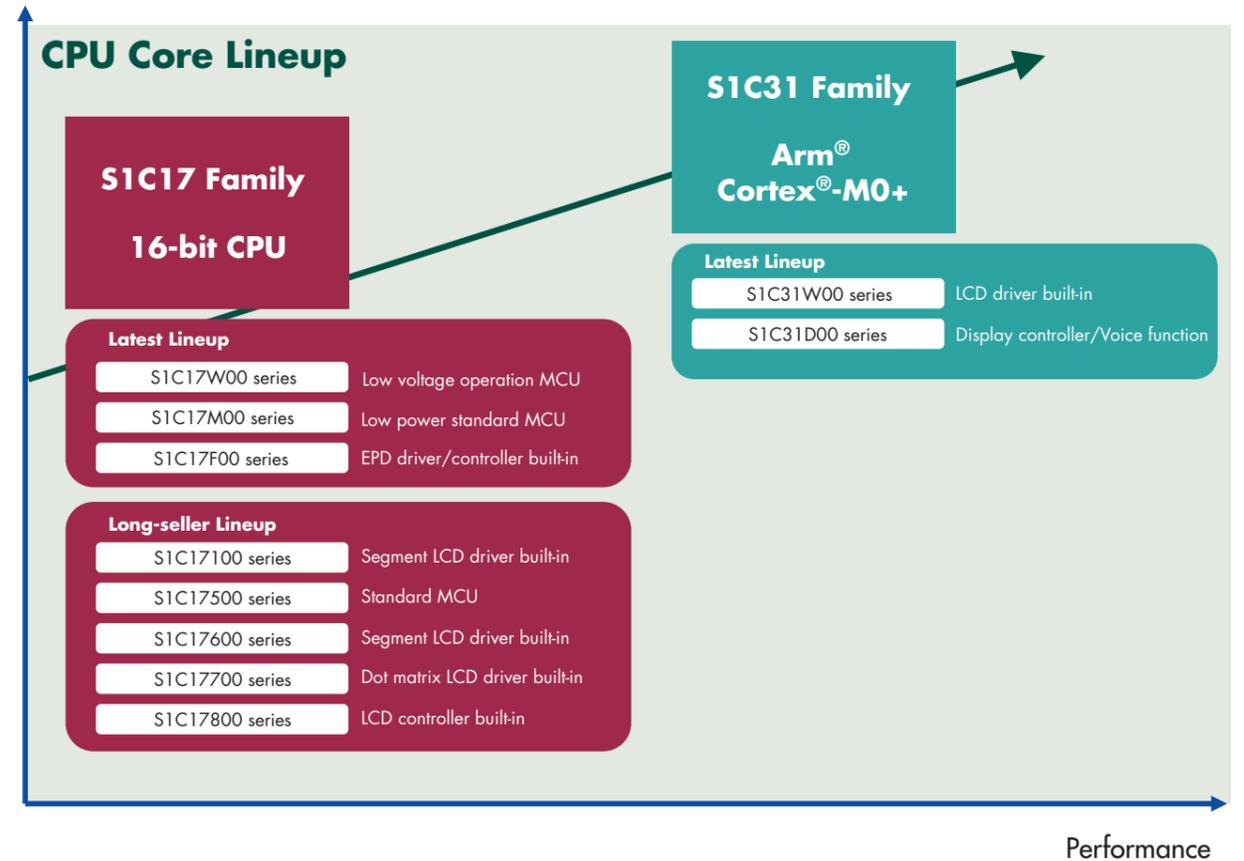 CPU Core Lineup
S1C17 Family
16-bit CPU
Latest Lineup
S1C17W00 series Low voltage operation MCU
S1C17M00 series Low power standard MCU
S1C17F00 series EPD driver/controller built-in
Long-seller Lineup
S1C17100 series Segment LCD driver built-in
S1C17500 series Standard MCU
S1C17600 series Segment LCD driver built-in
S1C17700 series Dot matrix LCD driver built-in
S1C17800 series LCD controller built-in
S1C31 Family
Arm®
Cortex®-M0+
Latest Lineup
S1C31W00 series LCD driver built-in
S1C31D00 series Display controller/Voice function
Performance